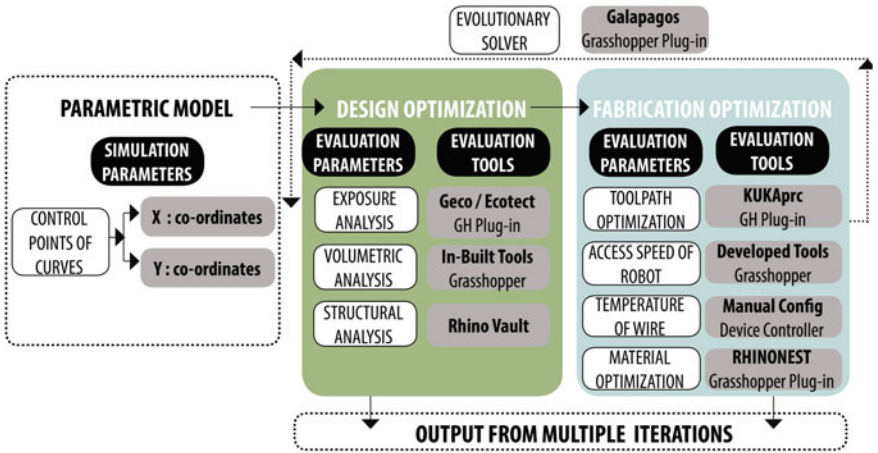 EVOLUTIONARY
SOLVER
Galapagos
Grasshopper Plug-in
PARAMETRIC MODEL
SIMULATION
PARAMETERS
CONTROL
POINTS OF
CURVES
X : co-ordinates
Y : co-ordinates
DESIGN OPTIMIZATION
EVALUATION
PARAMETERS
EVALUATION
TOOLS
EXPOSURE
ANALYSIS
Geco / Ecotect
GH Plug-in
VOLUMETRIC
ANALYSIS
In-Built Tools
Grasshopper
STRUCTURAL
ANALYSIS
Rhino Vault
FABRICATION OPTIMIZATION
EVALUATION
PARAMETERS
EVALUATION
TOOLS
TOOLPATH
OPTIMIZATION
KUKAprc
GH Plug-in
ACCESS SPEED OF
ROBOT
Developed Tools
Grasshopper
TEMPERATURE
OF WIRE
Manual Config
Device Controller
MATERIAL
OPTIMIZATION
RHINONEST
Grasshopper Plug-in
OUTPUT FROM MULTIPLE ITERATIONS